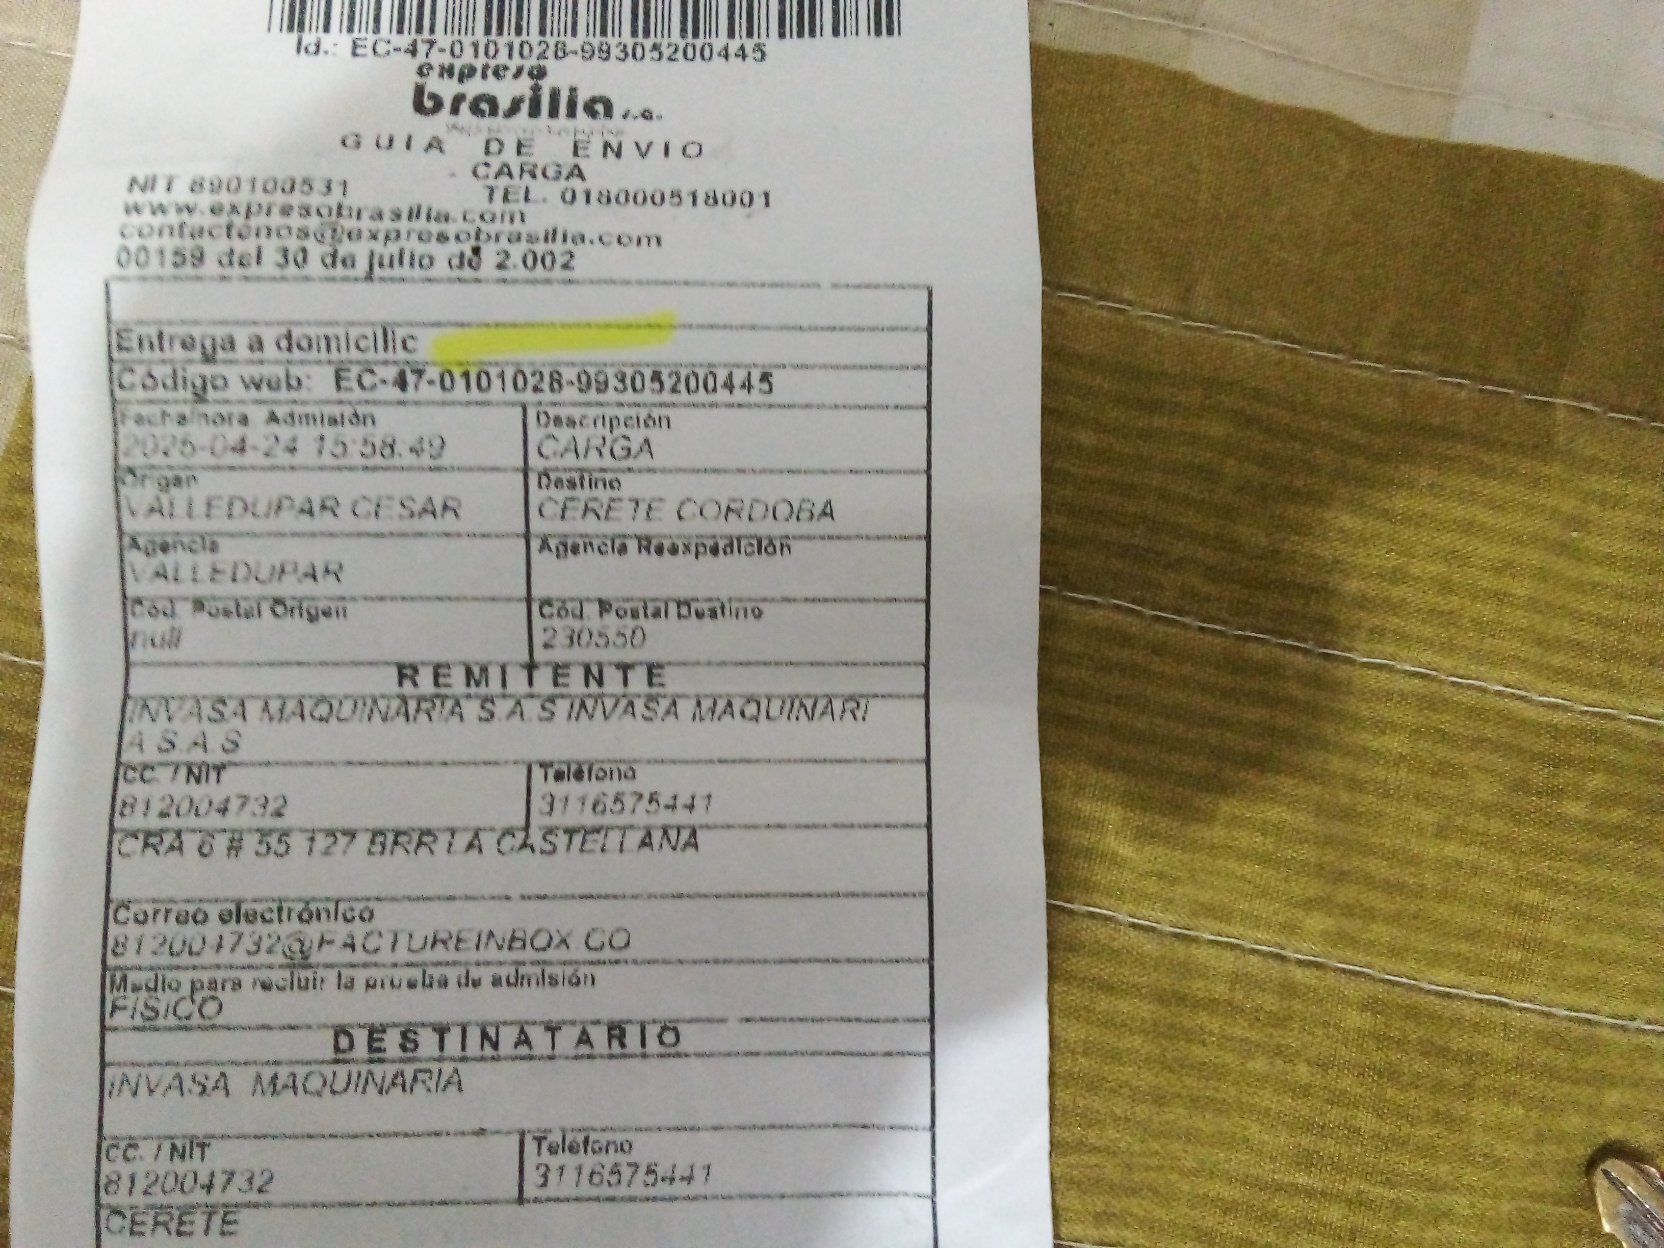 Id.: EC-47-0101028-99305200445
expreso
brasilia s.a.
GUIA DE ENVIO
CARGA
NIT 890100531 TEL. 018000518001
www.expresobrasilia.com
contactenos@expresobrasilia.com
00159 del 30 de julio de 2.002
Entrega a domicilio
Código web: EC-47-0101028-99305200445
Fecha/hora Admisión Descripción
2025-04-24 15:58:49 CARGA
Origen Destino
VALLEDUPAR CESAR CERETE CORDOBA
Agencia Agencia Reexpedición
VALLEDUPAR
Cód. Postal Origen Cód. Postal Destino
null 230550
REMITENTE
INVASA MAQUINARIA S.A.S INVASA MAQUINARI
A S.A.S
CC. / NIT Teléfono
812004732 3116575441
CRA 6 # 55 127 BRR LA CASTELLANA
Correo electrónico
812004732@FACTUREINBOX.CO
Medio para recibir la prueba de admisión
FISICO
DESTINATARIO
INVASA MAQUINARIA
CC. / NIT Teléfono
812004732 3116575441
CERETE